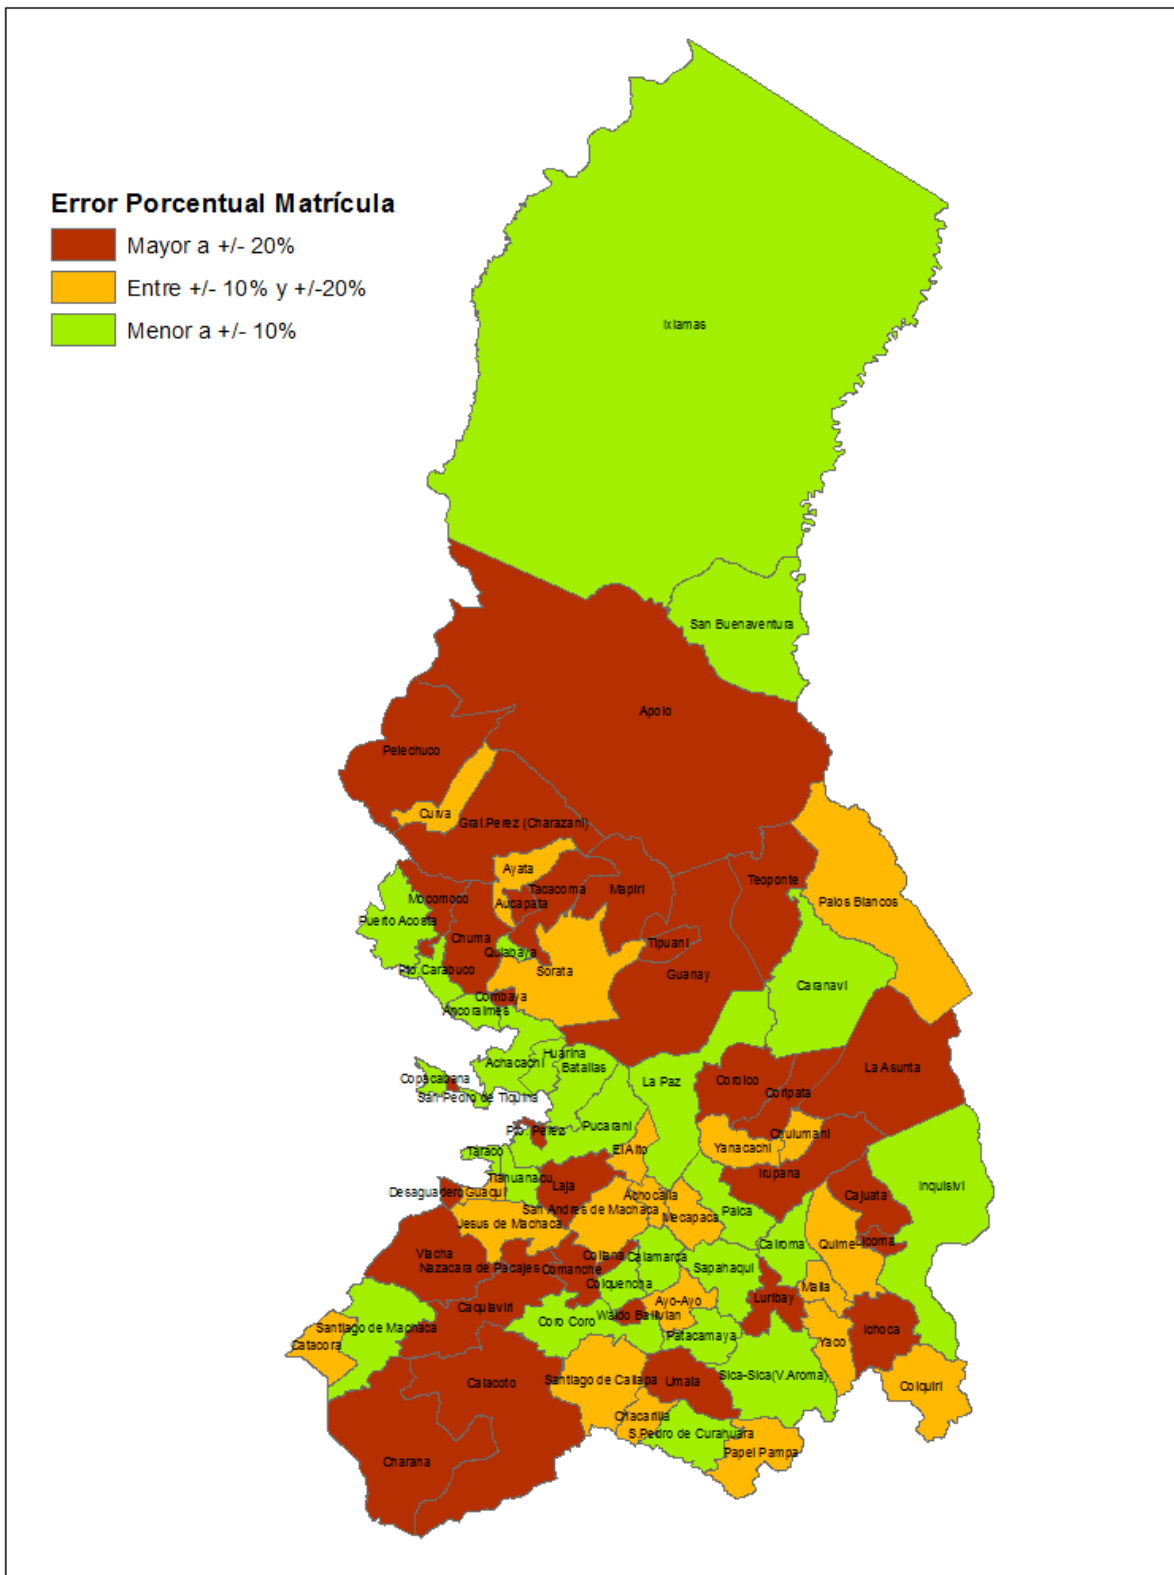 Error Porcentual Matrícula
Mayor a +/- 20%
Entre +/- 10% y +/-20%
Menor a +/- 10%
Ixiamas
San Buenaventura
Apolo
Pelechuco
Curva
Gral.Perez (Charazani)
Ayata
Tacacoma
Mapiri
Teoponte
Aucapata
Mocomoco
Palos Blancos
Puerto Acosta
Chuma
Tipuani
Quiabaya
Pto.Carabuco
Sorata
Guanay
Caranavi
Combaya
Ancoraimes
Huarina
Achacachi
Batallas
La Asunta
Copacabana
La Paz
Coroico
Coripata
San Pedro de Tiquina
Pucarani
Pto. Perez
Chulumani
Taraco
El Alto
Yanacachi
Irupana
Tiahuanacu
Laja
Inquisivi
Desaguadero
Guaqui
Achocalla
Cajuata
San Andres de Machaca
Mecapaca
Palca
Jesus de Machaca
Cairoma
Quime
Licoma
Viacha
Collana
Calamarca
Nazacara de Pacajes
Comanche
Sapahaqui
Colquencha
Malla
Ayo-Ayo
Luribay
Caquiaviri
Waldo Ballivian
Coro Coro
Santiago de Machaca
Patacamaya
Yaco
Ichoca
Catacora
Sica-Sica(V.Aroma)
Santiago de Callapa
Umala
Calacoto
Colquiri
Chacarilla
S.Pedro de Curahuara
Papel Pampa
Charana